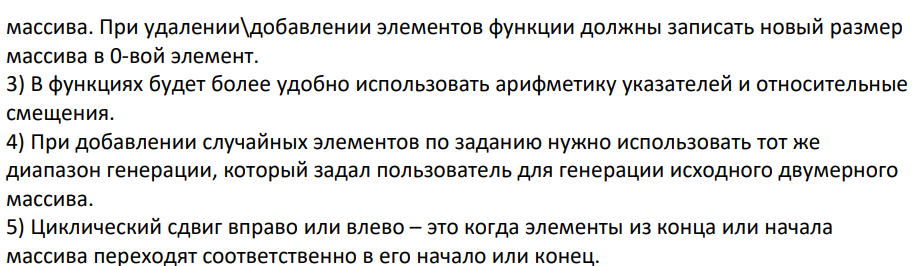 массива. При удалении\добавлении элементов функции должны записать новый размер
массива в 0-вой элемент.
3) В функциях будет более удобно использовать арифметику указателей и относительные
смещения.
4) При добавлении случайных элементов по заданию нужно использовать тот же
диапазон генерации, который задал пользователь для генерации исходного двумерного
массива.
5) Циклический сдвиг вправо или влево – это когда элементы из конца или начала
массива переходят соответственно в его начало или конец.